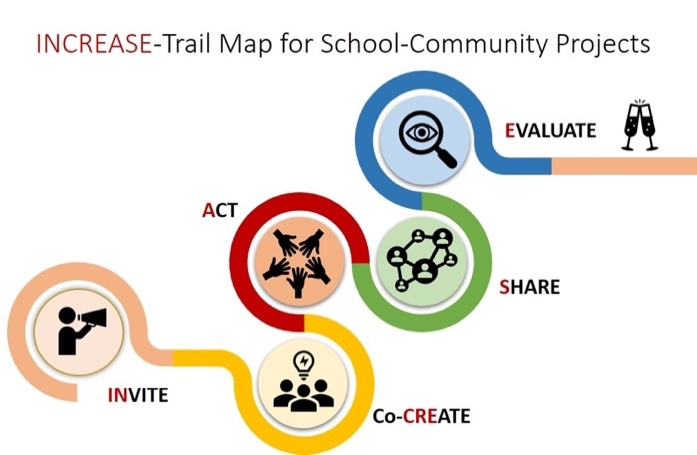 INCREASE-Trail Map for School-Community Projects
EVALUATE
ACT
SHARE
INVITE
Co-CREATE